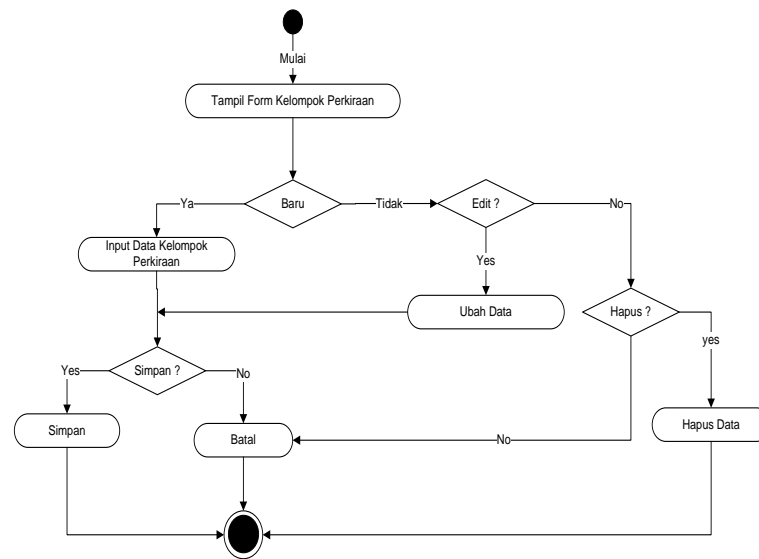 Mulai
Tampil Form Kelompok Perkiraan
Baru
Ya
Tidak
Edit ?
No
Input Data Kelompok
Perkiraan
Yes
Ubah Data
Hapus ?
yes
Simpan ?
Yes
No
Simpan
Batal
No
Hapus Data